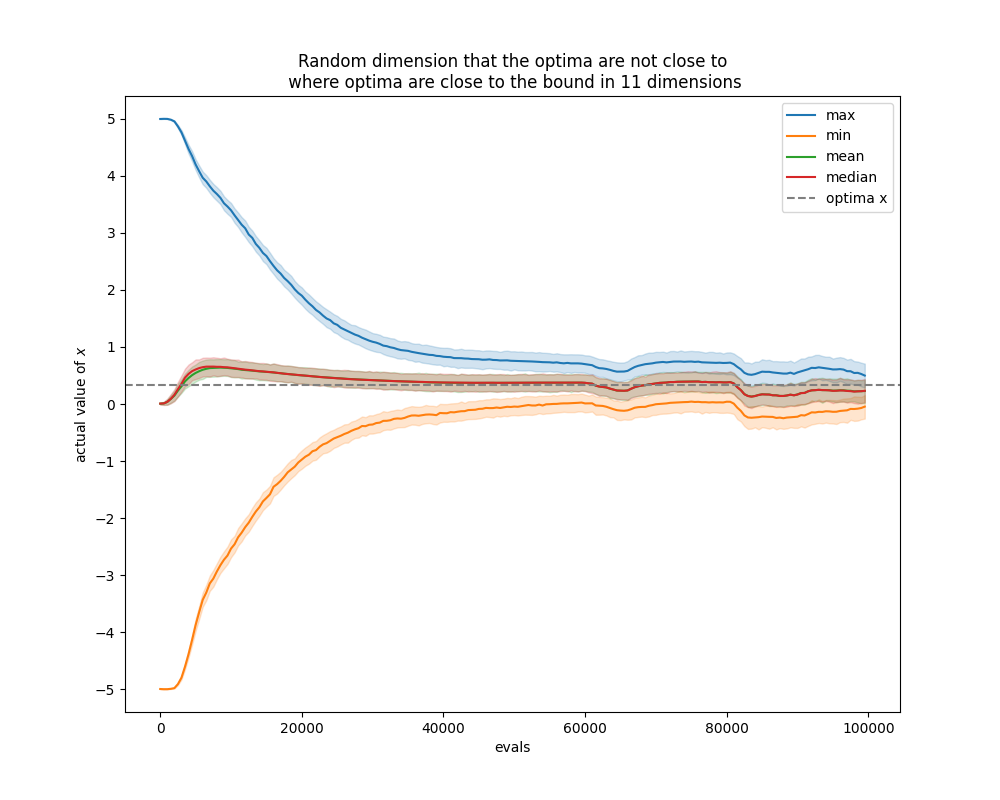 Random dimension that the optima are not close to
where optima are close to the bound in 11 dimensions
max
min
mean
median
optima x
5
4
3
2
1
0
−1
−2
−3
−4
−5
actual value of x
0
20000
40000
60000
80000
100000
evals